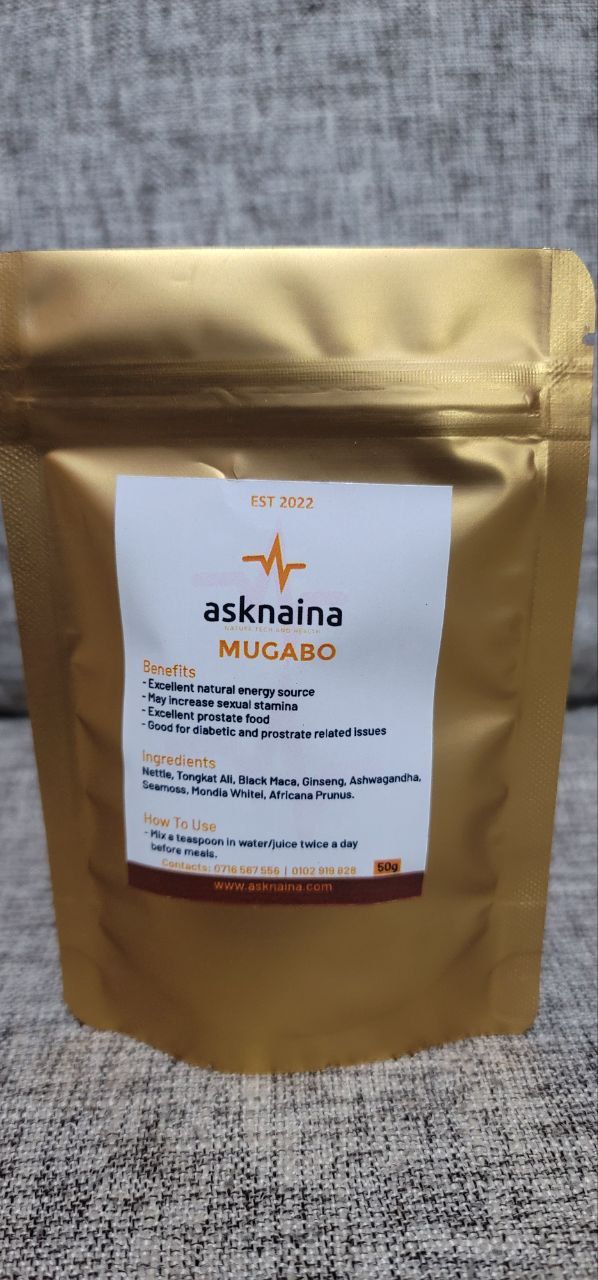 EST 2022
asknaina
NATURE TECH AND HEALTH
MUGABO
Benefits
- Excellent natural energy source
- May increase sexual stamina
- Excellent prostate food
- Good for diabetic and prostrate related issues
Ingredients
Nettle, Tongkat Ali, Black Maca, Ginseng, Ashwagandha,
Seamoss, Mondia Whitei, Africana Prunus.
How To Use
- Mix a teaspoon in water/juice twice a day
before meals.
Contacts: 0716 567 556 | 0102 919 828 50g
www.asknaina.com